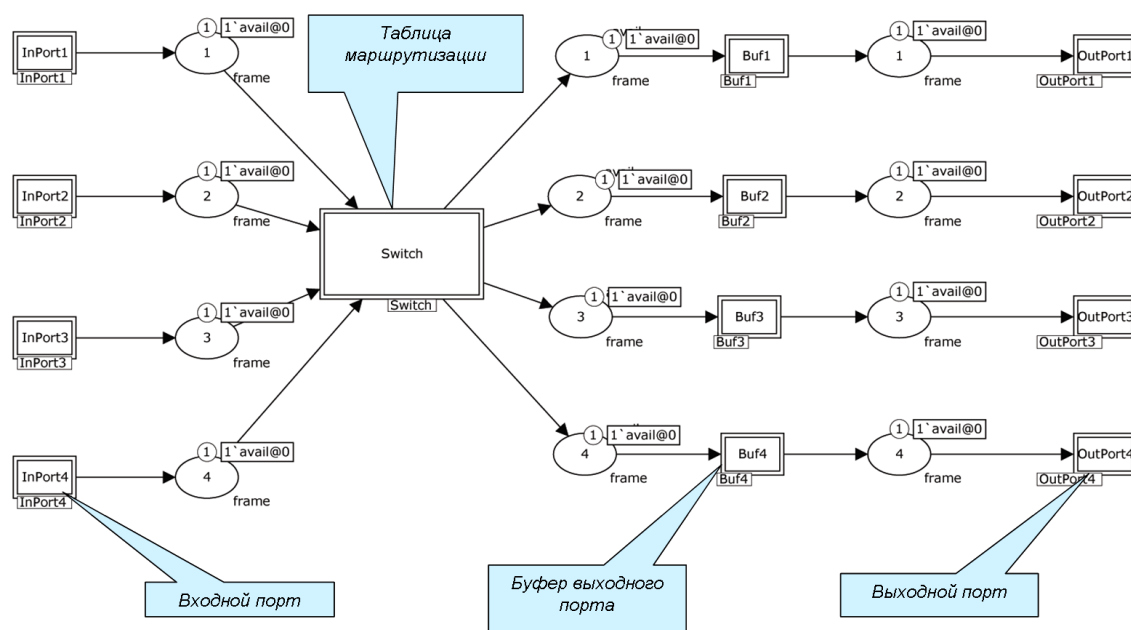 Таблица
маршрутизации
InPort1
InPort1
1
1
1`avail@0
frame
1
1
1`avail@0
frame
Buf1
Buf1
1
1
1`avail@0
frame
OutPort1
OutPort1
InPort2
InPort2
2
1
1`avail@0
frame
2
1
1`avail@0
frame
Buf2
Buf2
2
1
1`avail@0
frame
OutPort2
OutPort2
Switch
Switch
InPort3
InPort3
3
1
1`avail@0
frame
3
1
1`avail@0
frame
Buf3
Buf3
3
1
1`avail@0
frame
OutPort3
OutPort3
InPort4
InPort4
4
1
1`avail@0
frame
4
1
1`avail@0
frame
Buf4
Buf4
4
1
1`avail@0
frame
OutPort4
OutPort4
Входной порт
Буфер выходного
порта
Выходной порт